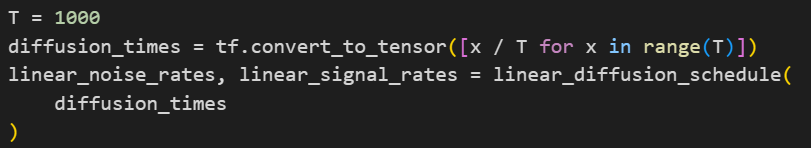 T = 1000
diffusion_times = tf.convert_to_tensor([x / T for x in range(T)])
linear_noise_rates, linear_signal_rates = linear_diffusion_schedule(
    diffusion_times
)